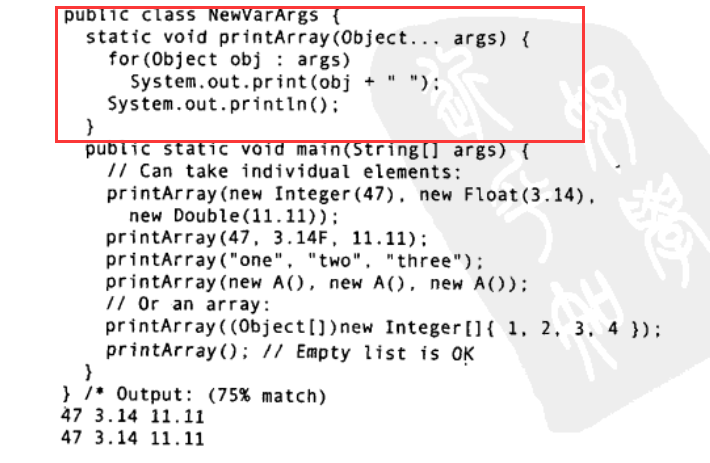 public class NewVarArgs {
static void printArray(Object... args) {
for(Object obj : args)
System.out.print(obj + " ");
System.out.println();
}
public static void main(String[] args) {
// Can take individual elements:
printArray(new Integer(47), new Float(3.14),
new Double(11.11));
printArray(47, 3.14F, 11.11);
printArray("one", "two", "three");
printArray(new A(), new A(), new A());
// Or an array:
printArray((Object[])new Integer[]{ 1, 2, 3, 4 });
printArray(); // Empty list is OK
}
} /* Output: (75% match)
47 3.14 11.11
47 3.14 11.11